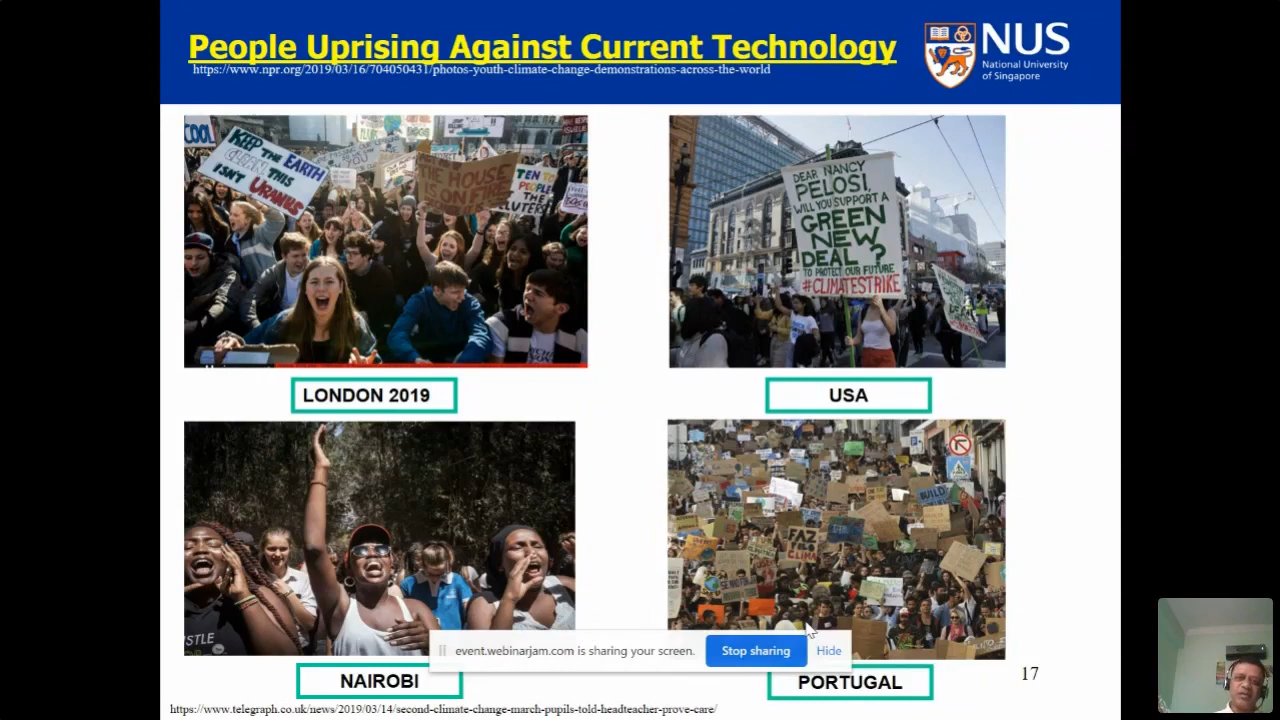 People Uprising Against Current Technology
https://www.npr.org/2019/03/16/704050431/photos-youth-climate-change-demonstrations-across-the-world
NUS
National University
of Singapore
COOL
KEEP THE EARTH
CLEAN THIS
ISN'T URANUS
THE HOUSE
IS ON FIRE
TEN TO
PEOPLE
THE
DEAR NANCY
PELOSI,
WILL YOU SUPPORT A
GREEN
NEW
DEAL?
TO PROTECT OUR FUTURE
#CLIMATESTRIKE
LONDON 2019
USA
BUILD
FAZ
CLIMA
P
event.webinarjam.com is sharing your screen.
Stop sharing
Hide
NAIROBI
PORTUGAL
17
https://www.telegraph.co.uk/news/2019/03/14/second-climate-change-march-pupils-told-headteacher-prove-care/